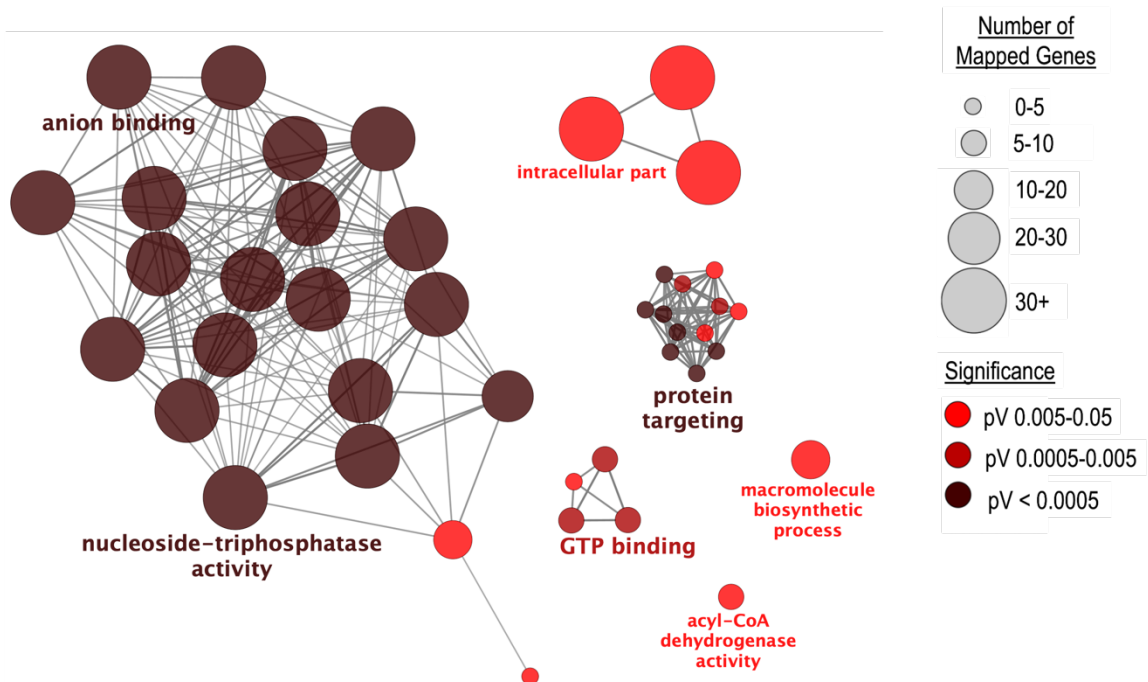 anion binding
nucleoside-triphosphatase
activity
intracellular part
protein
targeting
GTP binding
macromolecule
biosynthetic
process
acyl-CoA
dehydrogenase
activity
Number of
Mapped Genes
0-5
5-10
10-20
20-30
30+
Significance
pV 0.005-0.05
pV 0.0005-0.005
pV < 0.0005